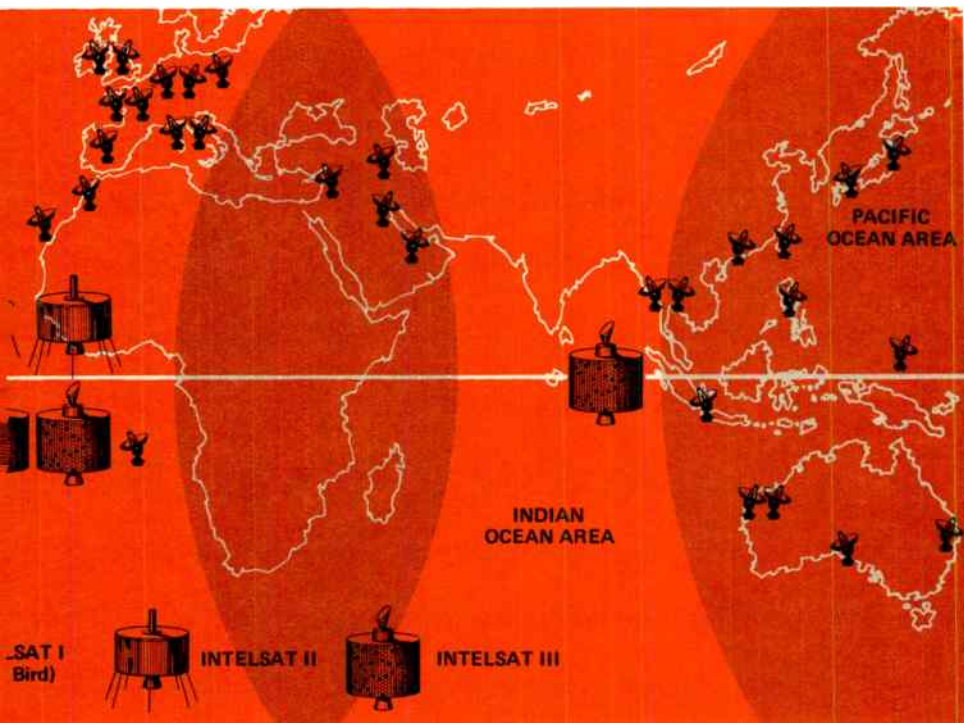 PACIFIC
OCEAN AREA
INDIAN
OCEAN AREA
SAT I
Bird)
INTELSAT II
INTELSAT III